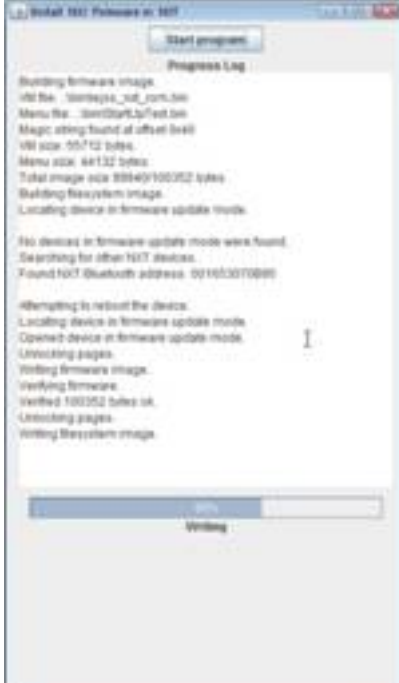 Install NXJ Firmware in NXT
Start program
Progress Log
Building firmware image.
VM file: 
Menu file: ..\bin\StartUpText.bin
Magic string found at offset 0x40
VM size: 55712 bytes.
Menu size: 44132 bytes.
Total image size 99840/100352 bytes.
Building filesystem image.
Locating device in firmware update mode.
No devices in firmware update mode were found.
Searching for other NXT devices.
Found NXT Bluetooth address:
Attempting to reboot the device.
Locating device in firmware update mode.
Opened device in firmware update mode.
Unlocking pages.
Writing firmware image.
Verifying firmware.
Verified 100352 bytes ok.
Unlocking pages.
Writing filesystem image.
Writing